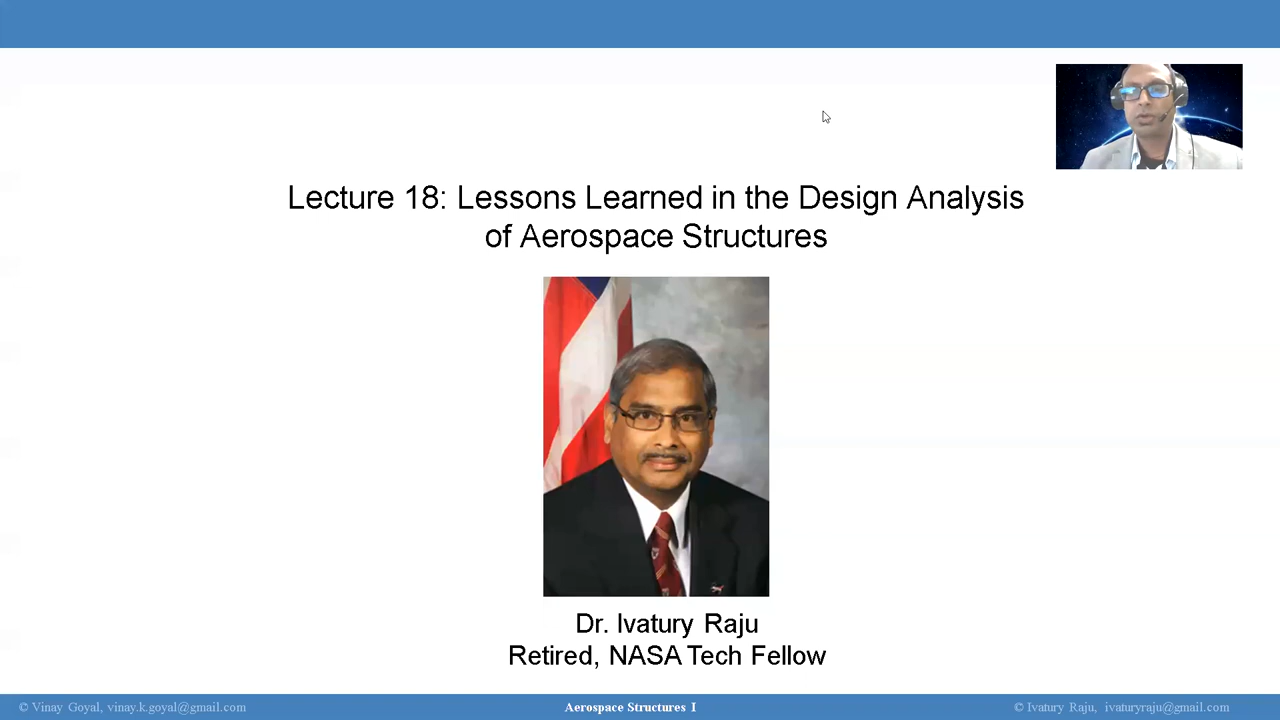 Lecture 18: Lessons Learned in the Design Analysis
of Aerospace Structures
Dr. Ivatury Raju
Retired, NASA Tech Fellow
© Vinay Goyal, vinay.k.goyal@gmail.com
Aerospace Structures I
© Ivatury Raju, ivaturyraju@gmail.com